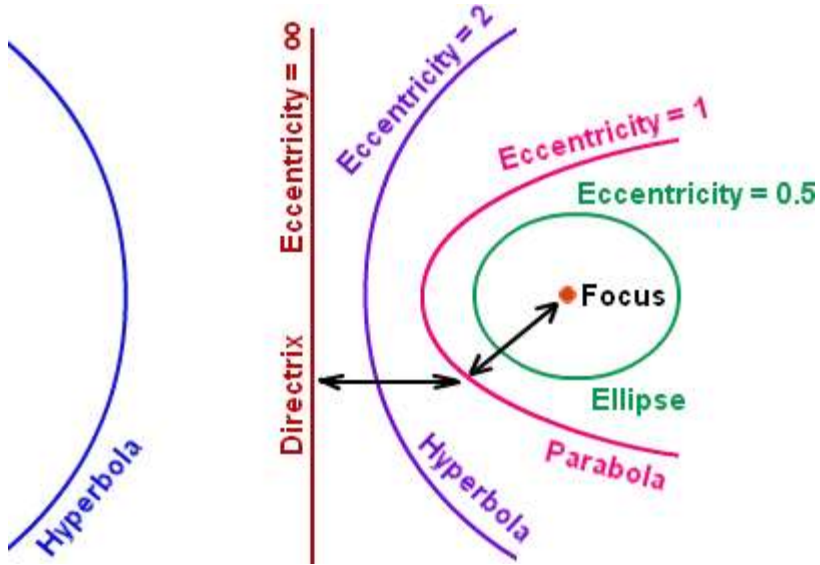 Eccentricity = ∞
Eccentricity = 2
Eccentricity = 1
Eccentricity = 0.5
Focus
Directrix
Ellipse
Hyperbola
Hyperbola
Parabola